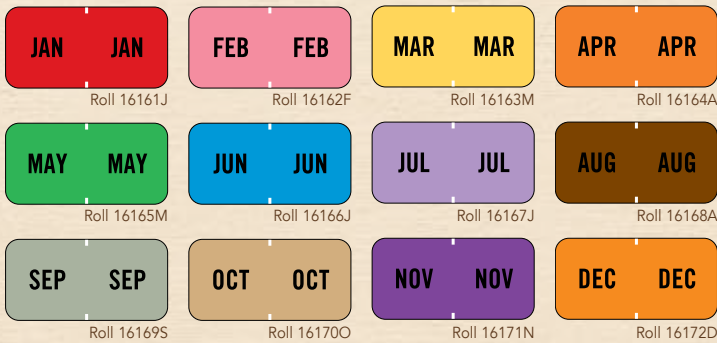 JAN JAN FEB FEB MAR MAR APR APR
Roll 16161J Roll 16162F Roll 16163M Roll 16164A
MAY MAY JUN JUN JUL JUL AUG AUG
Roll 16165M Roll 16166J Roll 16167J Roll 16168A
SEP SEP OCT OCT NOV NOV DEC DEC
Roll 16169S Roll 16170O Roll 16171N Roll 16172D